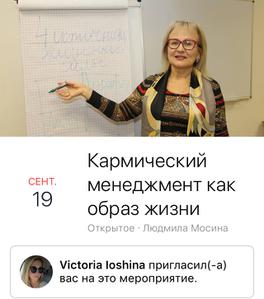 СЕНТ.
19
Кармический
менеджмент как
образ жизни
Открытое · Людмила Мосина
Victoria Ioshina пригласил(-а)
вас на это мероприятие.